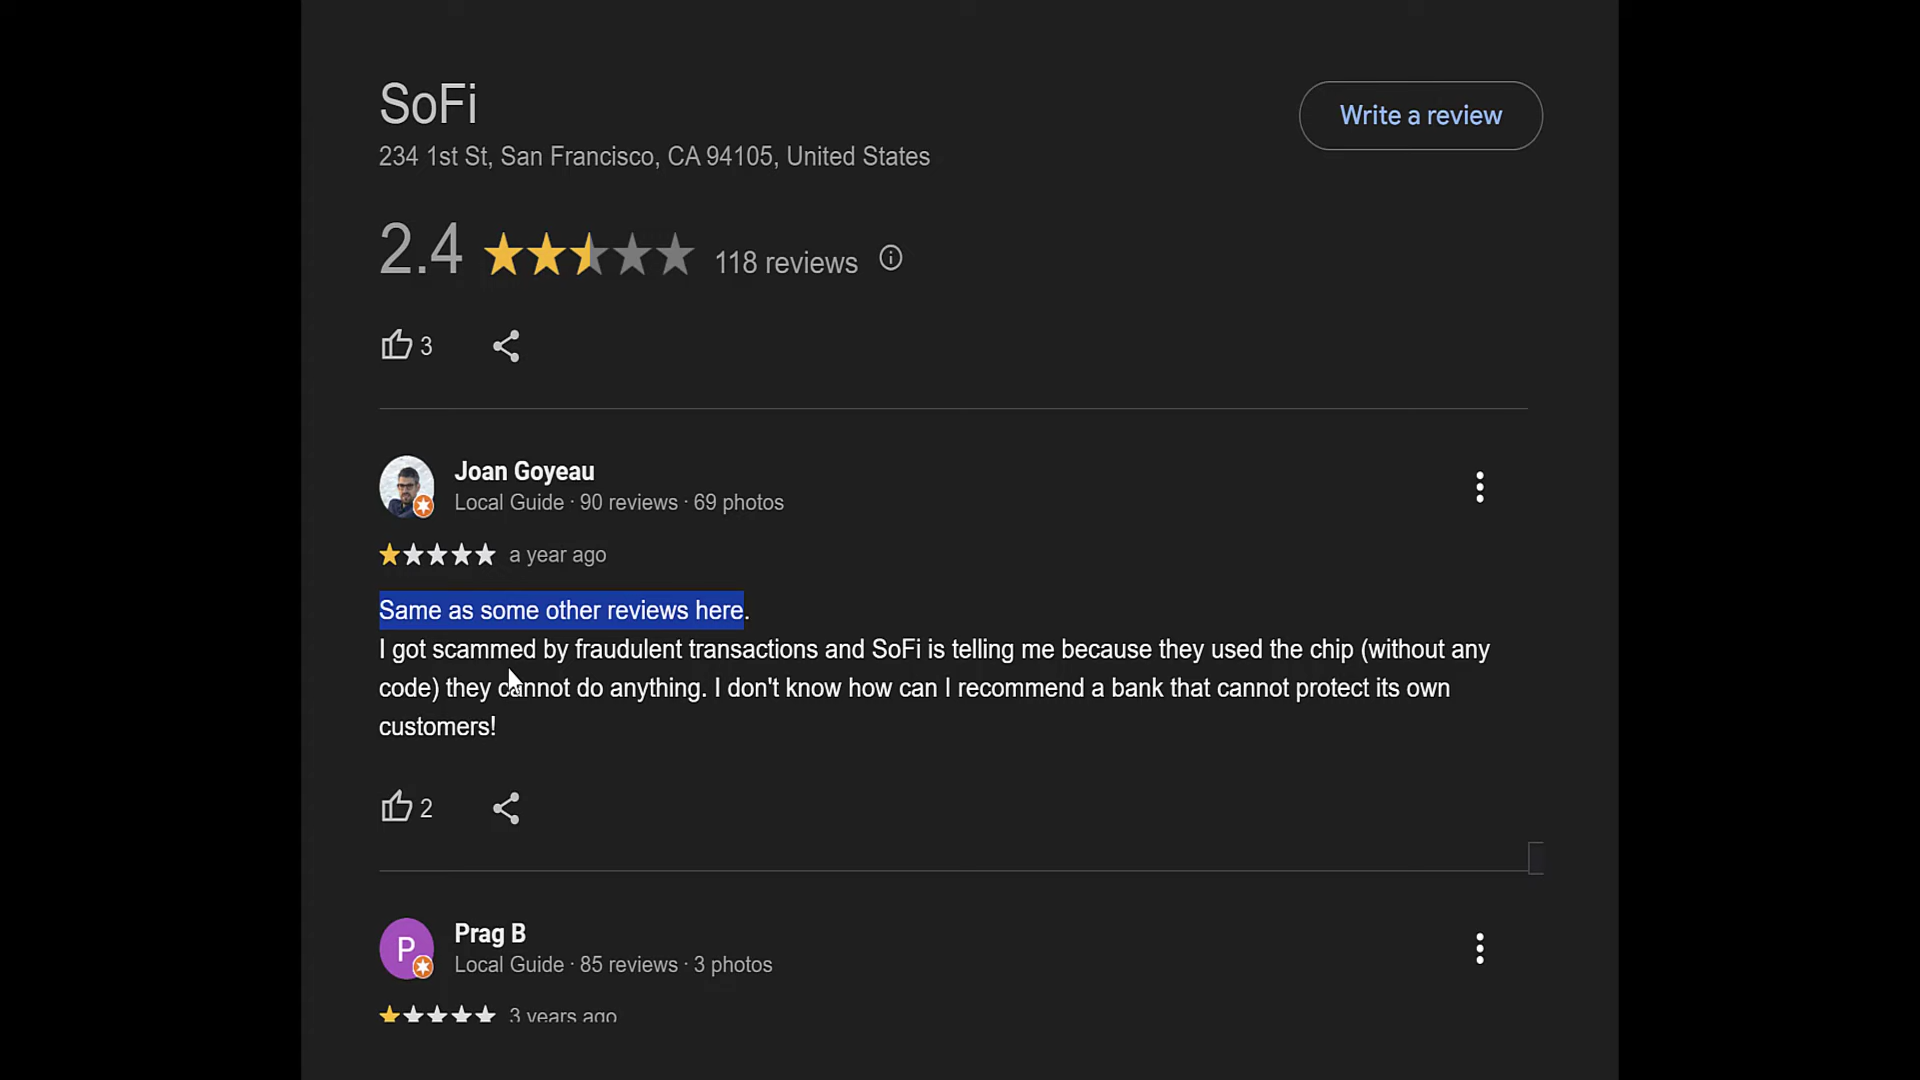 SoFi
Write a review
234 1st St, San Francisco, CA 94105, United States
2.4 118 reviews
3
Joan Goyeau
Local Guide · 90 reviews · 69 photos
a year ago
Same as some other reviews here.
I got scammed by fraudulent transactions and SoFi is telling me because they used the chip (without any
code) they cannot do anything. I don't know how can I recommend a bank that cannot protect its own
customers!
2
P
Prag B
Local Guide · 85 reviews · 3 photos
3 years ago